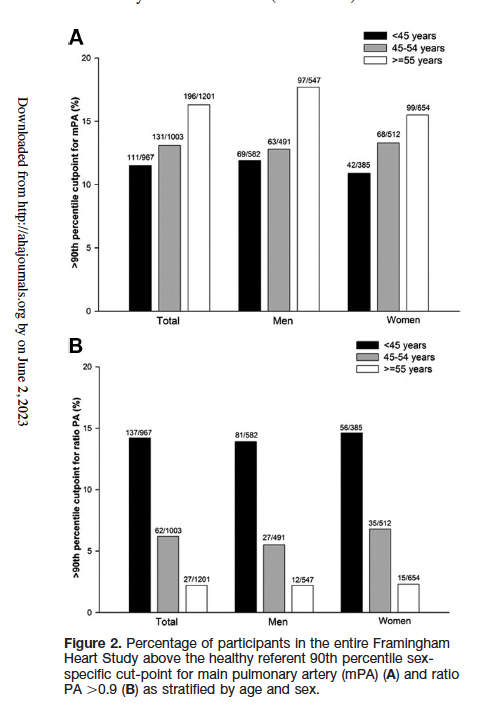 A
<45 years
45-54 years
>=55 years
>90th percentile cutpoint for mPA (%)
20
15
10
5
0
111/967
131/1003
196/1201
69/582
63/491
97/547
42/385
68/512
99/654
Total
Men
Women
B
<45 years
45-54 years
>=55 years
>90th percentile cutpoint for ratio PA (%)
20
15
10
5
0
137/967
62/1003
27/1201
81/582
27/491
12/547
56/385
35/512
15/654
Total
Men
Women
Figure 2. Percentage of participants in the entire Framingham
Heart Study above the healthy referent 90th percentile sex-
specific cut-point for main pulmonary artery (mPA) (A) and ratio
PA >0.9 (B) as stratified by age and sex.
Downloaded from http://ahajournals.org by on June 2, 2023